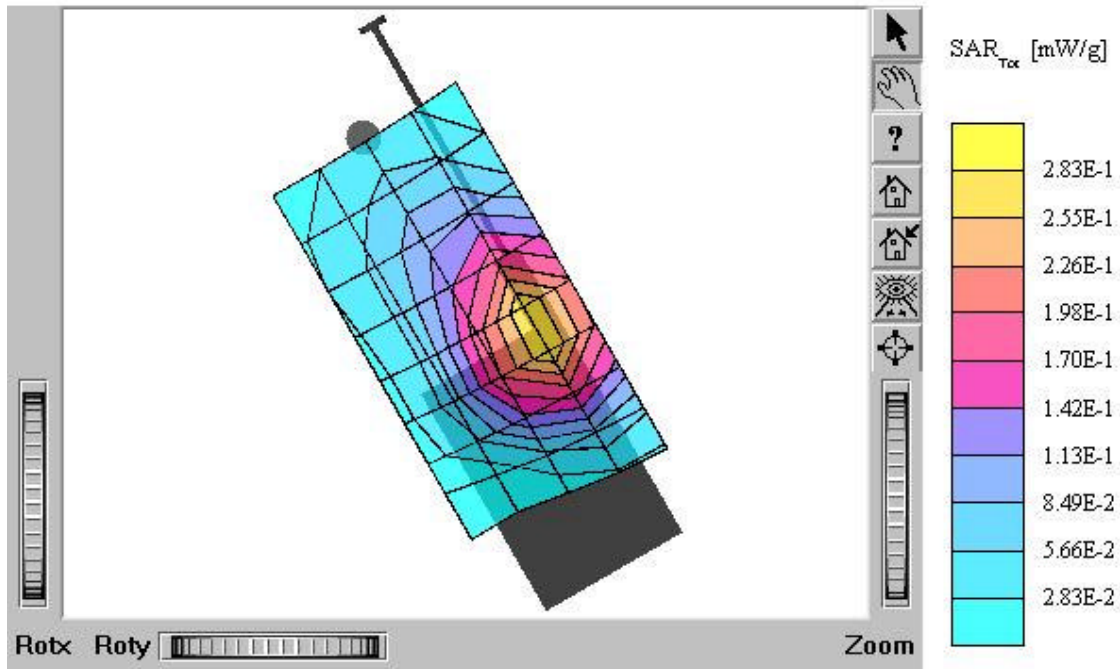 SAR_Tot [mW/g]
?
2.83E-1
2.55E-1
2.26E-1
1.98E-1
1.70E-1
1.42E-1
1.13E-1
8.49E-2
5.66E-2
2.83E-2
Rotx Roty Zoom